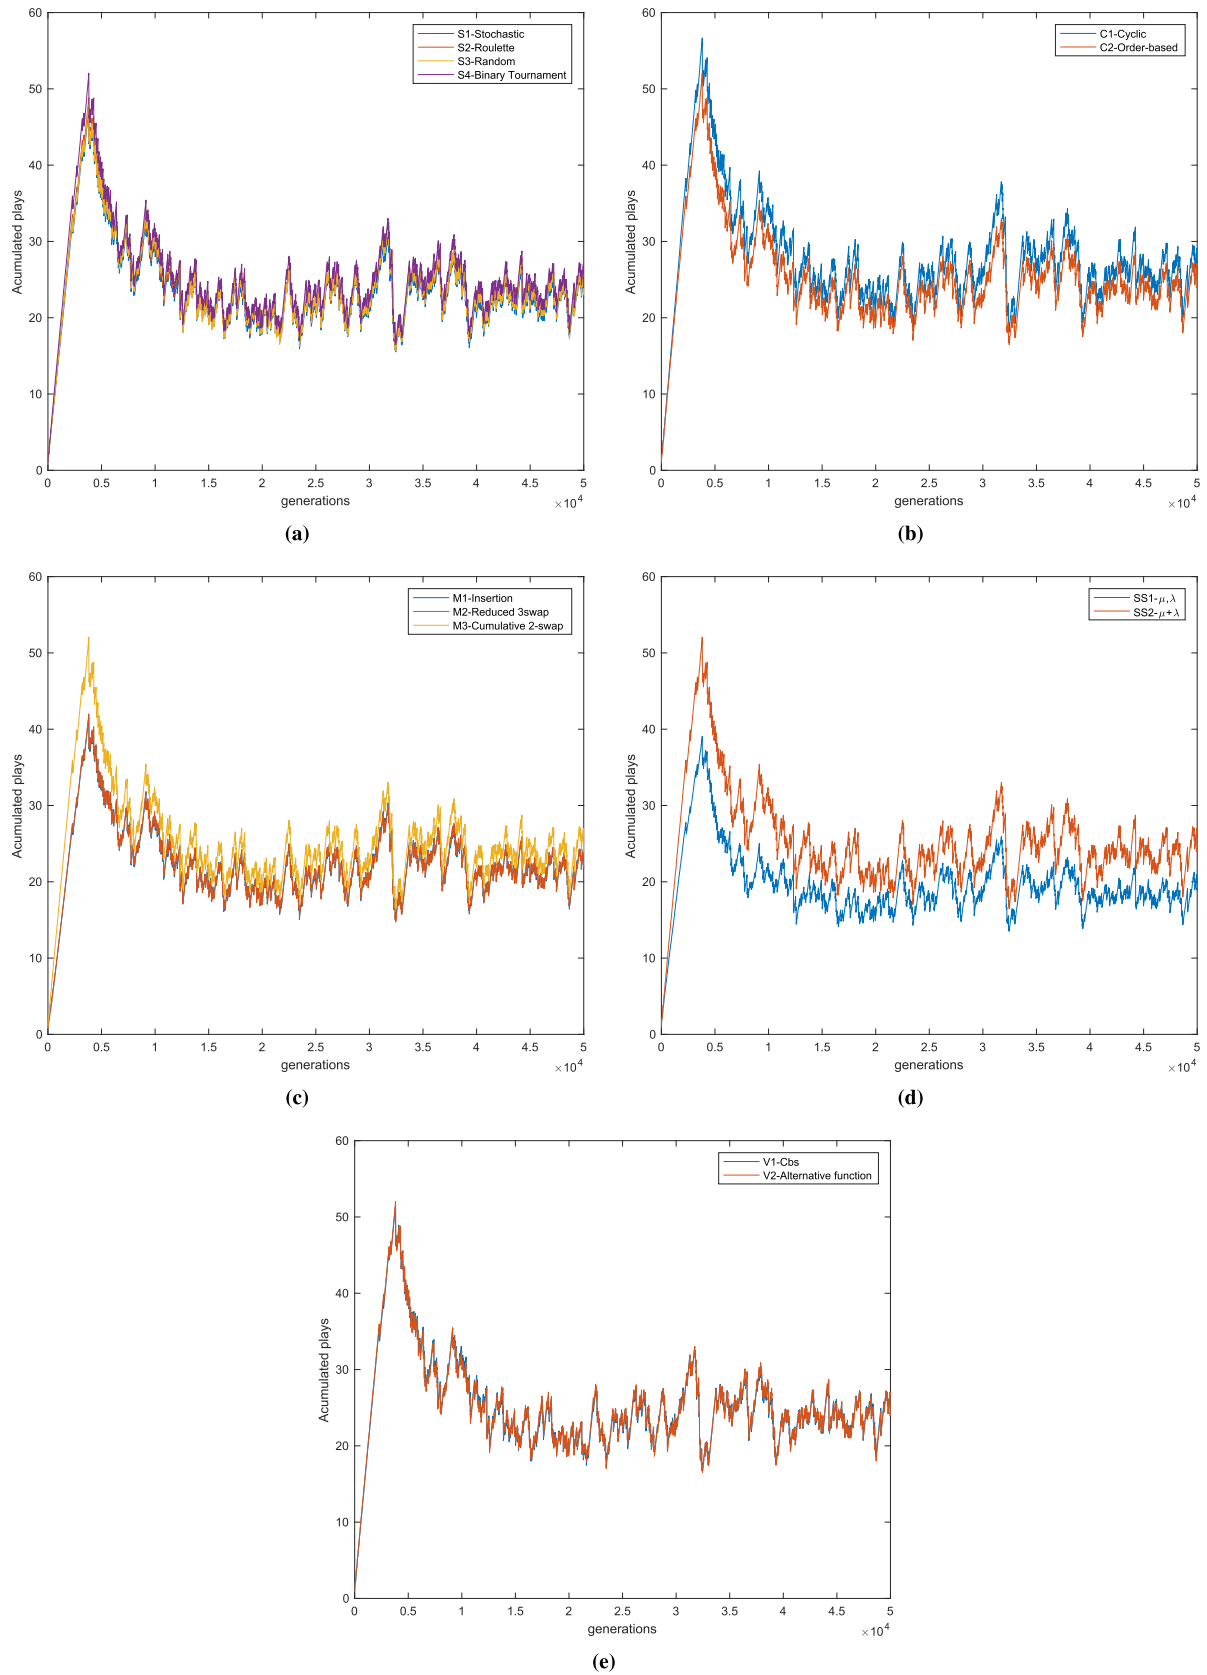 60
50
40
30
20
10
0
Acumulated plays
S1-Stochastic
S2-Roulette
S3-Random
S4-Binary Tournament
0 0.5 1 1.5 2 2.5 3 3.5 4 4.5 5
generations
×10^4
(a)
60
50
40
30
20
10
0
Acumulated plays
C1-Cyclic
C2-Order-based
0 0.5 1 1.5 2 2.5 3 3.5 4 4.5 5
generations
×10^4
(b)
60
50
40
30
20
10
0
Acumulated plays
M1-Insertion
M2-Reduced 3swap
M3-Cumulative 2-swap
0 0.5 1 1.5 2 2.5 3 3.5 4 4.5 5
generations
×10^4
(c)
60
50
40
30
20
10
0
Acumulated plays
SS1-μ,λ
SS2-μ+λ
0 0.5 1 1.5 2 2.5 3 3.5 4 4.5 5
generations
×10^4
(d)
60
50
40
30
20
10
0
Acumulated plays
V1-Cbs
V2-Alternative function
0 0.5 1 1.5 2 2.5 3 3.5 4 4.5 5
generations
×10^4
(e)